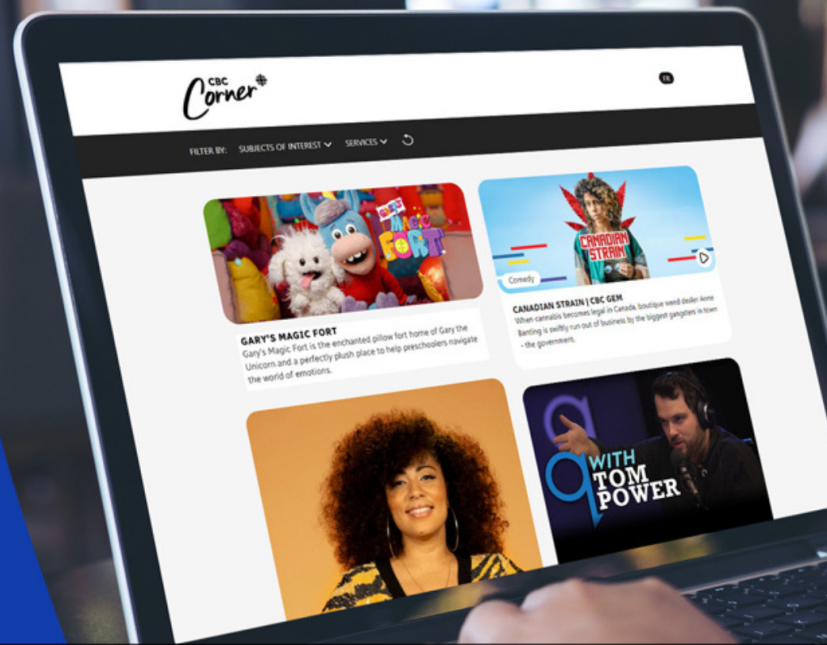 CBC
Corner
FR
FILTER BY: SUBJECTS OF INTEREST SERVICES
GARY'S MAGIC FORT
GARY'S MAGIC FORT
Gary's Magic Fort is the enchanted pillow fort home of Gary the
Unicorn and a perfectly plush place to help preschoolers navigate
the world of emotions.
CANADIAN
STRAIN
Comedy
CANADIAN STRAIN | CBC GEM
When cannabis becomes legal in Canada, boutique weed dealer Anne
Banting is swiftly run out of business by the biggest gangsters in town
- the government.
q
WITH
TOM
POWER